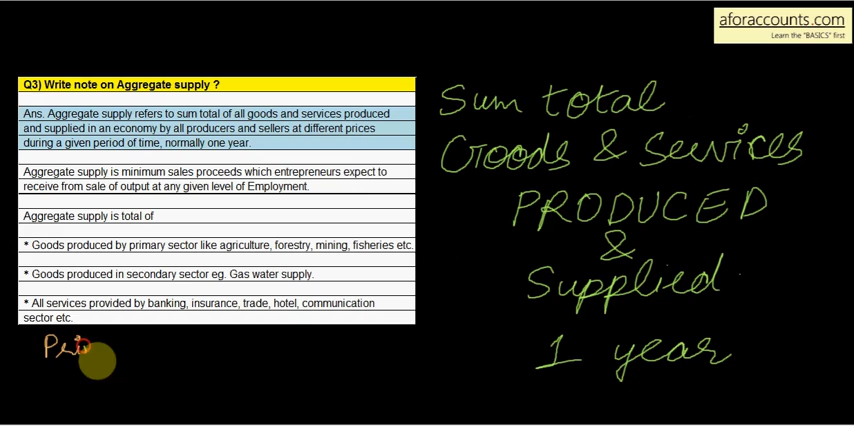 aforaccounts.com
Learn the "BASICS" first
Q3) Write note on Aggregate supply ?
Ans. Aggregate supply refers to sum total of all goods and services produced
and supplied in an economy by all producers and sellers at different prices
during a given period of time, normally one year.
Aggregate supply is minimum sales proceeds which entrepreneurs expect to
receive from sale of output at any given level of Employment.
Aggregate supply is total of
* Goods produced by primary sector like agriculture, forestry, mining, fisheries etc.
* Goods produced in secondary sector eg. Gas water supply.
* All services provided by banking, insurance, trade, hotel, communication
sector etc.
Sum total
Goods & Services
PRODUCED
&
Supplied
1 year